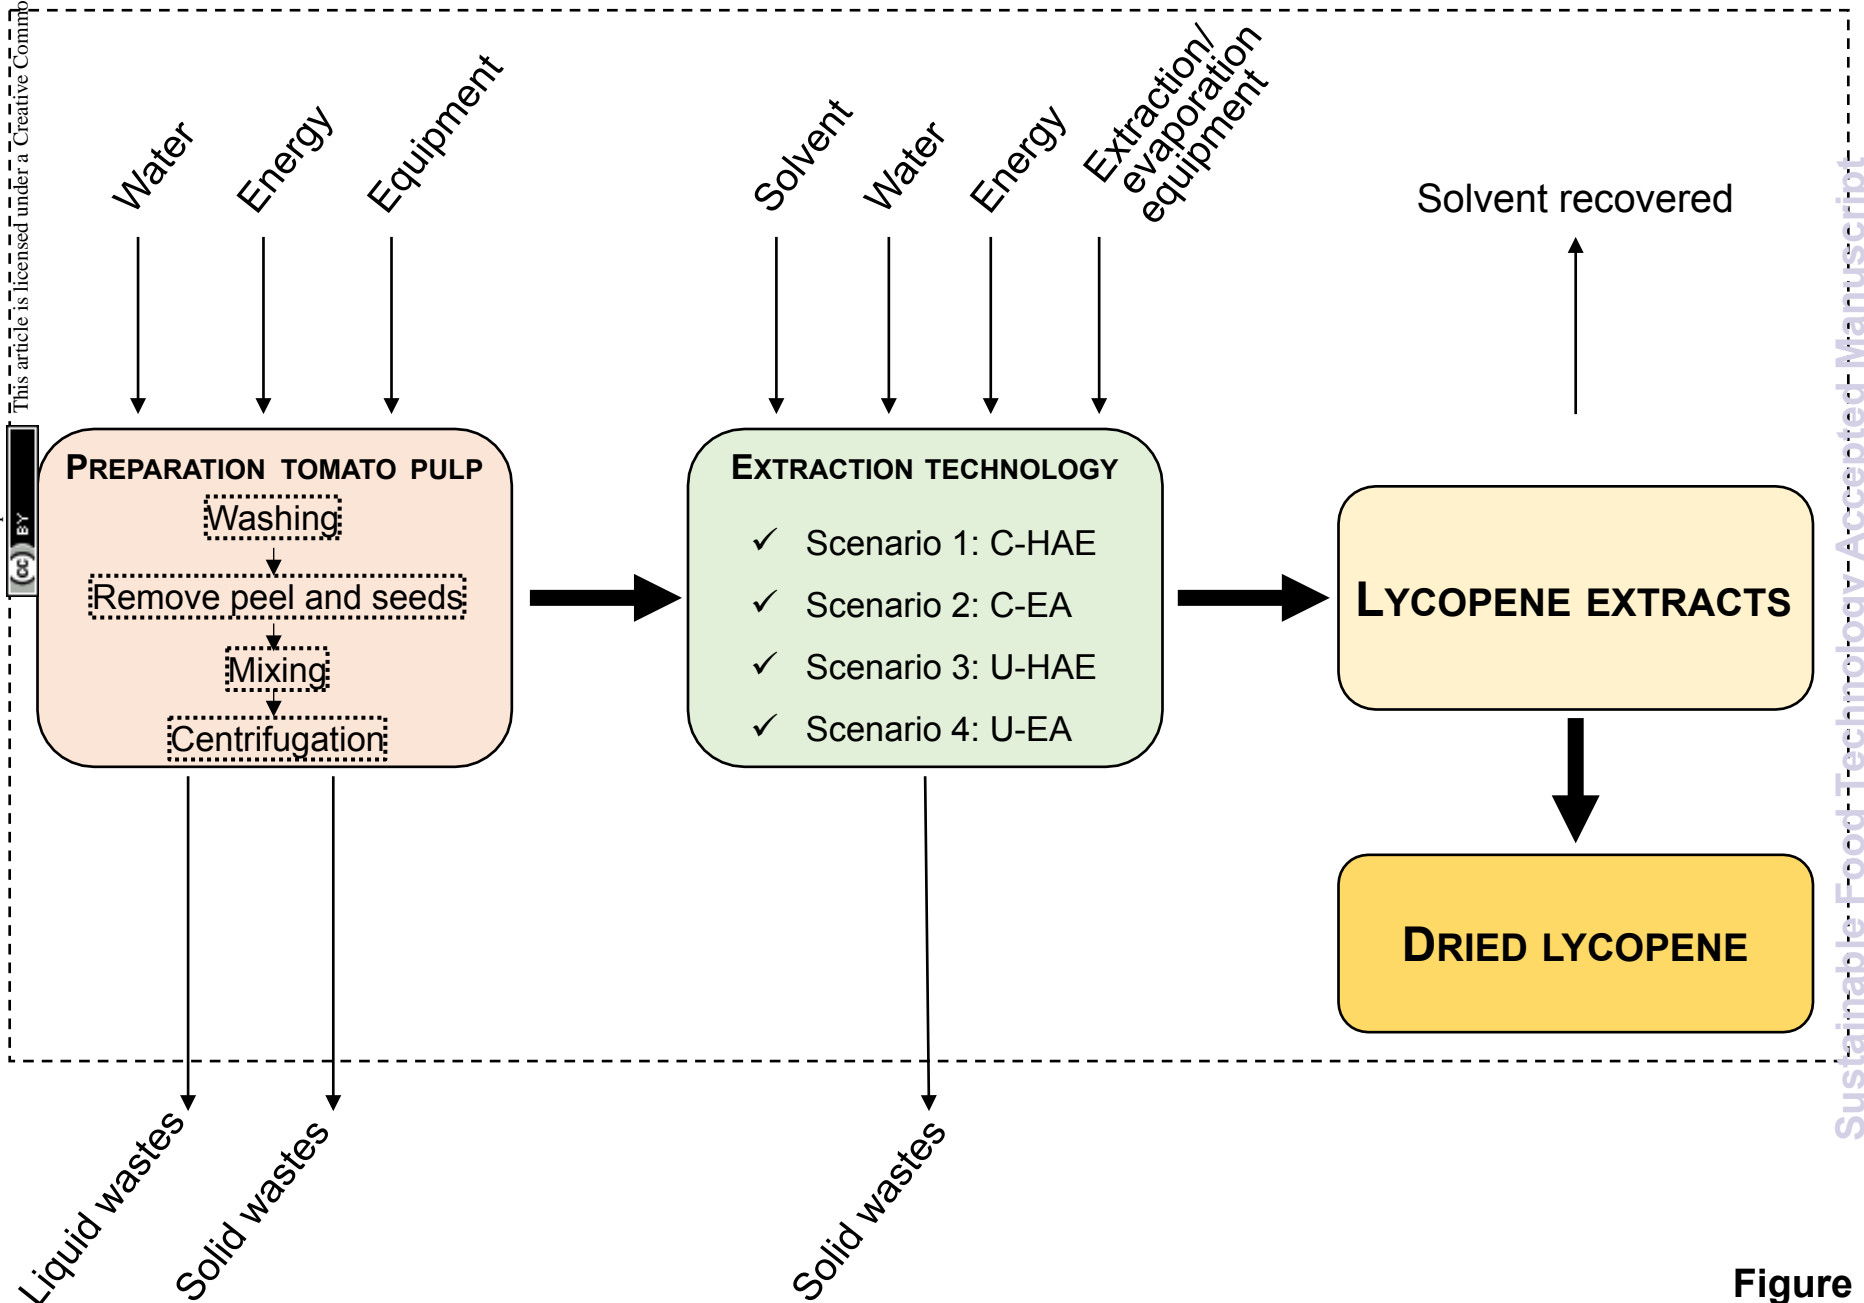 This article is licensed under a Creative Commo
Water
Energy
Equipment
Solvent
Water
Energy
Extraction/
evaporation
equipment
Solvent recovered
PREPARATION TOMATO PULP
Washing
Remove peel and seeds
Mixing
Centrifugation
EXTRACTION TECHNOLOGY
✓ Scenario 1: C-HAE
✓ Scenario 2: C-EA
✓ Scenario 3: U-HAE
✓ Scenario 4: U-EA
LYCOPENE EXTRACTS
DRIED LYCOPENE
Liquid wastes
Solid wastes
Solid wastes
(cc) BY
Sustainable Food Technology Accepted Manuscript
Figure